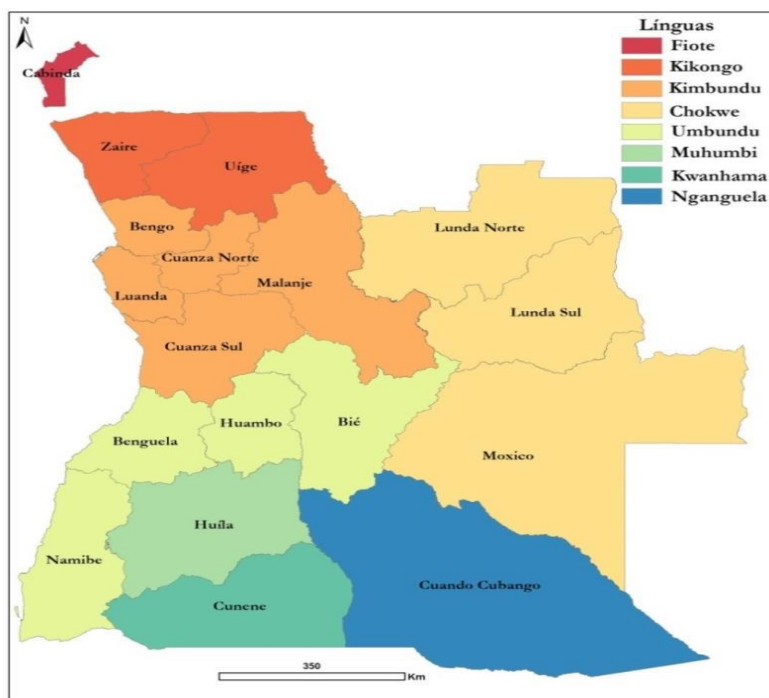 N
Línguas
Fiote
Kikongo
Kimbundu
Chokwe
Umbundu
Muhumbi
Kwanhama
Nganguela
Cabinda
Zaire
Uíge
Bengo
Cuanza Norte
Luanda
Malanje
Cuanza Sul
Lunda Norte
Lunda Sul
Benguela
Huambo
Bié
Moxico
Namibe
Huíla
Cunene
Cuando Cubango
350
Km